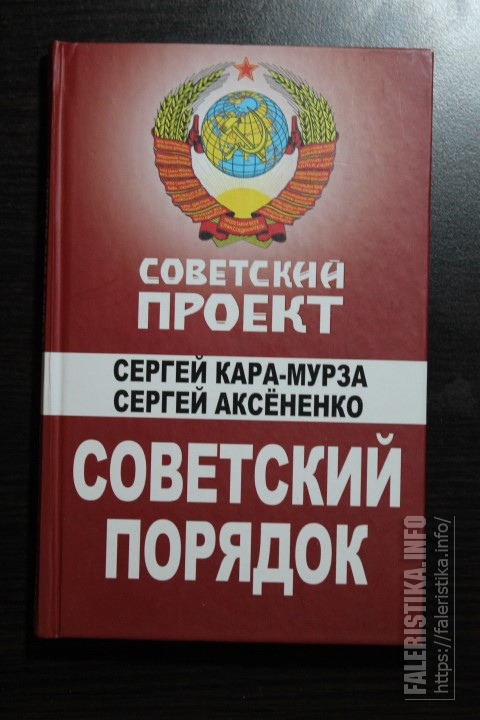 СОВЕТСКИЙ
ПРОЕКТ
СЕРГЕЙ КАРА-МУРЗА
СЕРГЕЙ АКСЁНЕНКО
СОВЕТСКИЙ
ПОРЯДОК
FALERISTIKA.INFO
https://faleristika.info/